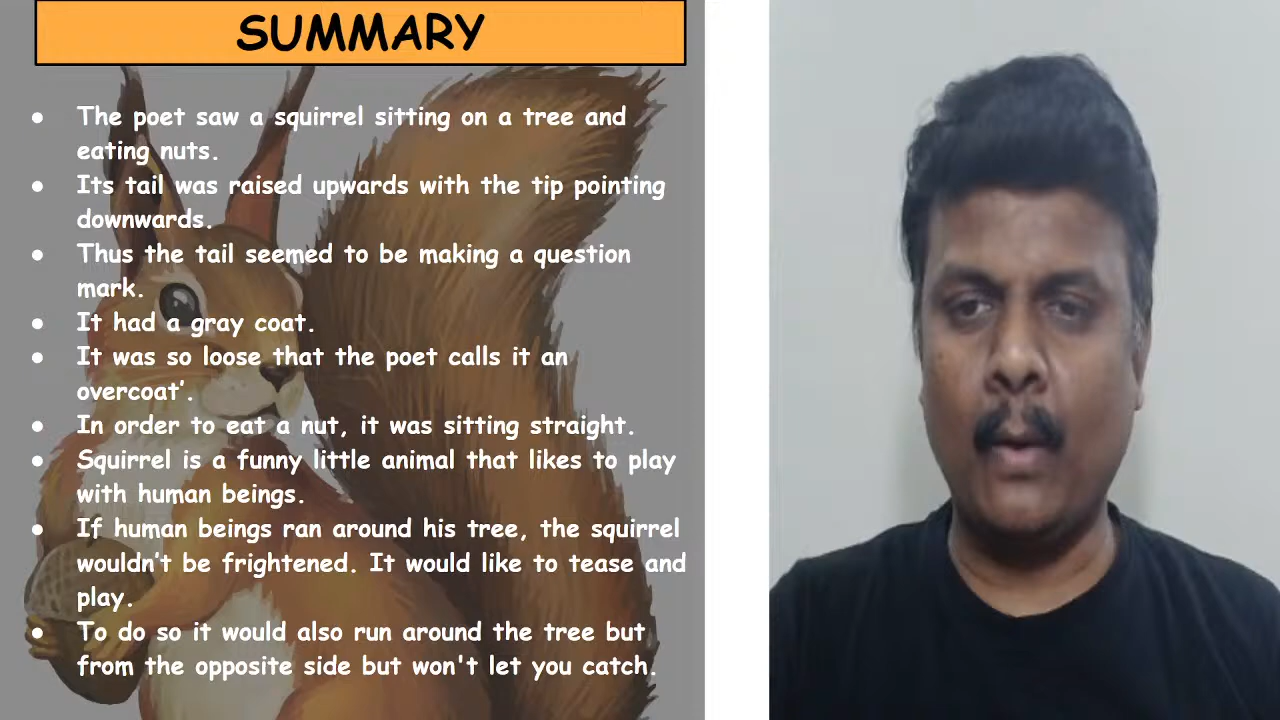 SUMMARY
● The poet saw a squirrel sitting on a tree and
eating nuts.
● Its tail was raised upwards with the tip pointing
downwards.
● Thus the tail seemed to be making a question
mark.
● It had a gray coat.
● It was so loose that the poet calls it an
overcoat’.
● In order to eat a nut, it was sitting straight.
● Squirrel is a funny little animal that likes to play
with human beings.
● If human beings ran around his tree, the squirrel
wouldn’t be frightened. It would like to tease and
play.
● To do so it would also run around the tree but
from the opposite side but won't let you catch.